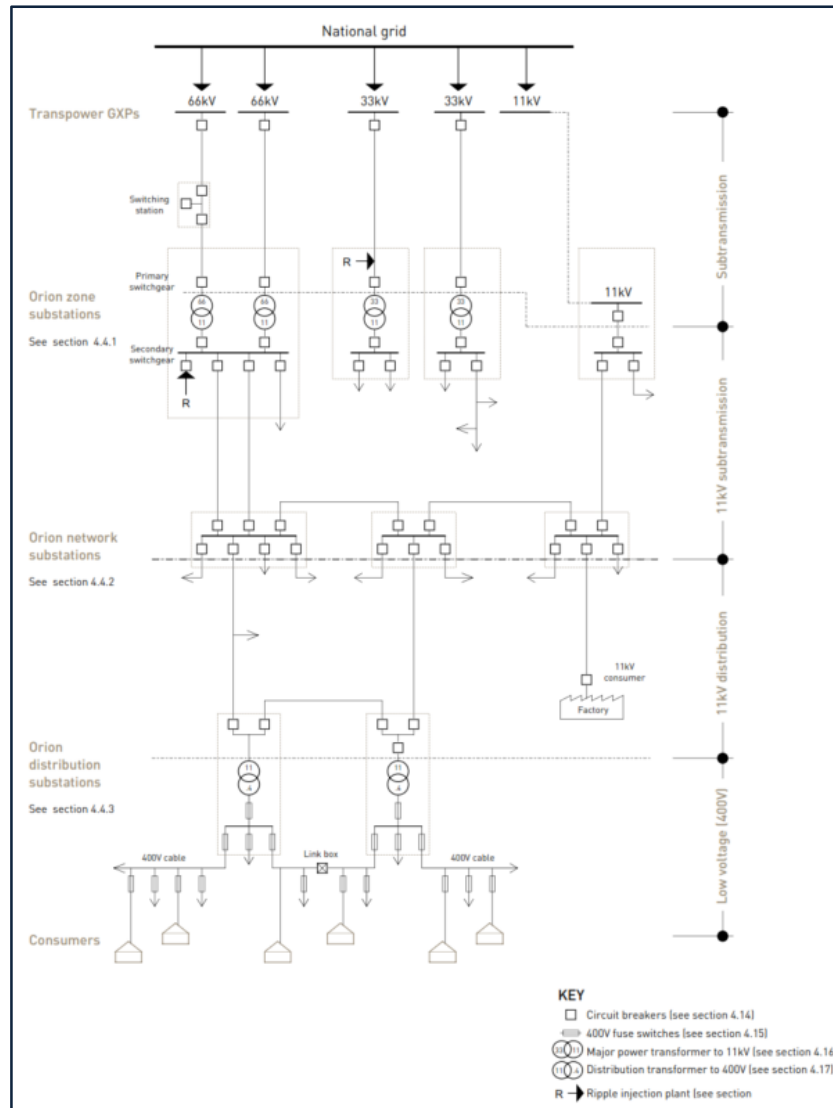 National grid
66kV 66kV 33kV 33kV 11kV
Transpower GXPs
Switching
station
Subtransmission
R
Primary
switchgear
66 66 33 33
11kV
Orion zone
substations
11 11 11 11
See section 4.4.1
Secondary
switchgear
R
11kV subtransmission
Orion network
substations
See section 4.4.2
11kV distribution
11kV
consumer
Factory
Orion
distribution
substations
11 11
.4 .4
See section 4.4.3
Low voltage (400V)
400V cable Link box 400V cable
Consumers
KEY
Circuit breakers (see section 4.14)
400V fuse switches (see section 4.15)
33 11 Major power transformer to 11kV (see section 4.16
11 .4 Distribution transformer to 400V (see section 4.17)
R Ripple injection plant (see section